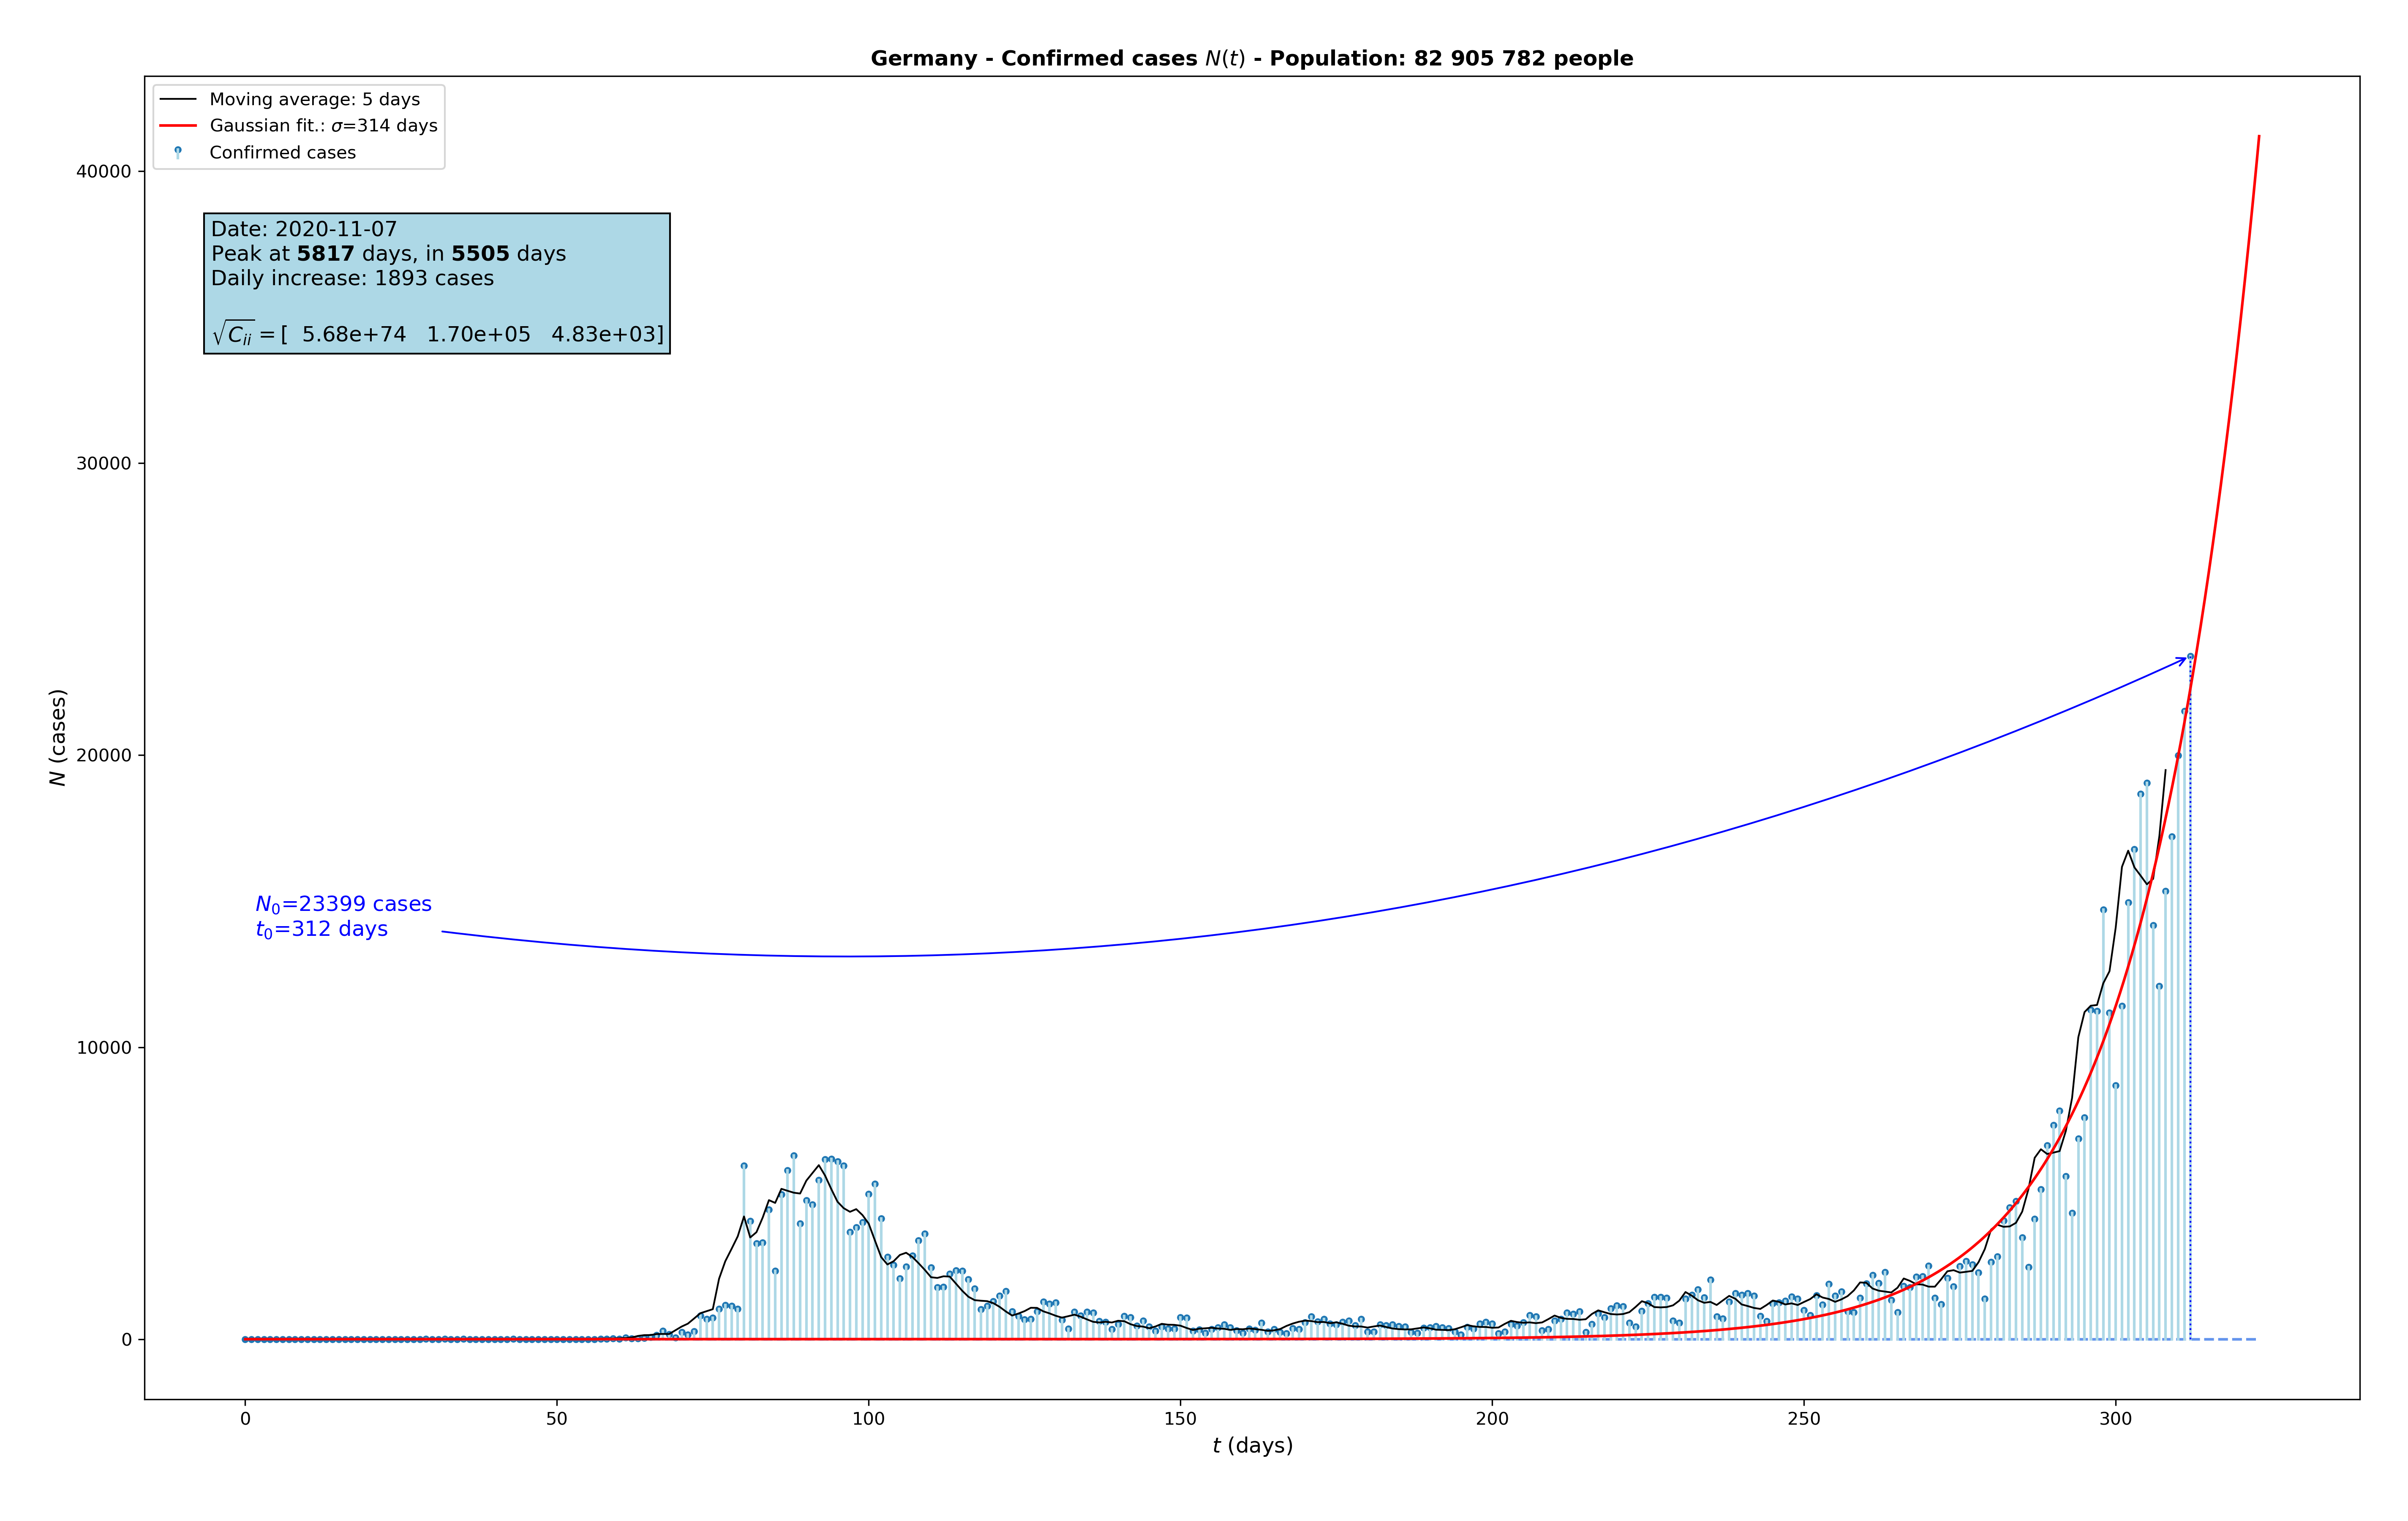 Germany - Confirmed cases N(t) - Population: 82 905 782 people
Moving average: 5 days
Gaussian fit.: σ=314 days
Confirmed cases
Date: 2020-11-07
Peak at 5817 days, in 5505 days
Daily increase: 1893 cases
√Cii = [ 5.68e+74 1.70e+05 4.83e+03]
N0=23399 cases
t0=312 days
N (cases)
40000
30000
20000
10000
0
0 50 100 150 200 250 300
t (days)